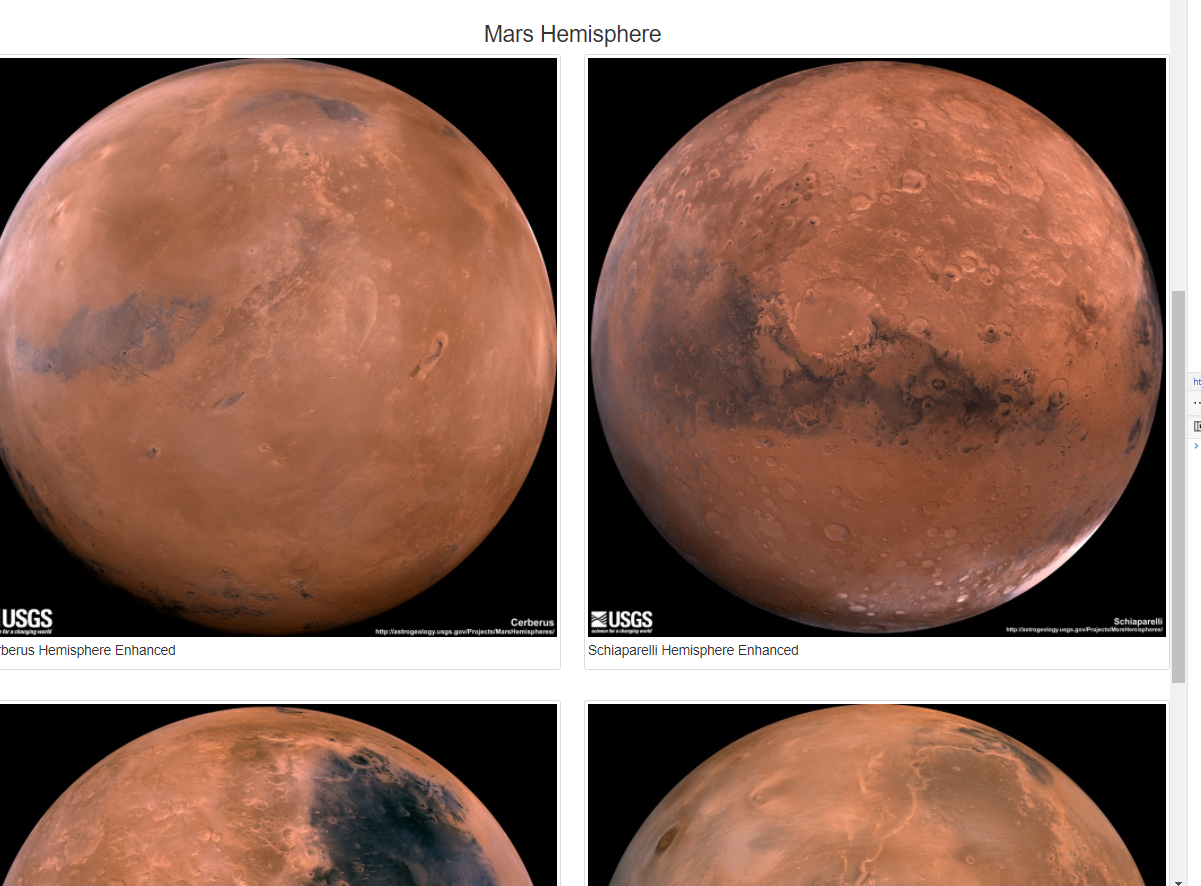 Mars Hemisphere
USGS
science for a changing world
Cerberus
http://astrogeology.usgs.gov/Projects/MarsHemispheres/
USGS
science for a changing world
Schiaparelli
http://astrogeology.usgs.gov/Projects/MarsHemispheres/
rberus Hemisphere Enhanced
Schiaparelli Hemisphere Enhanced
ht